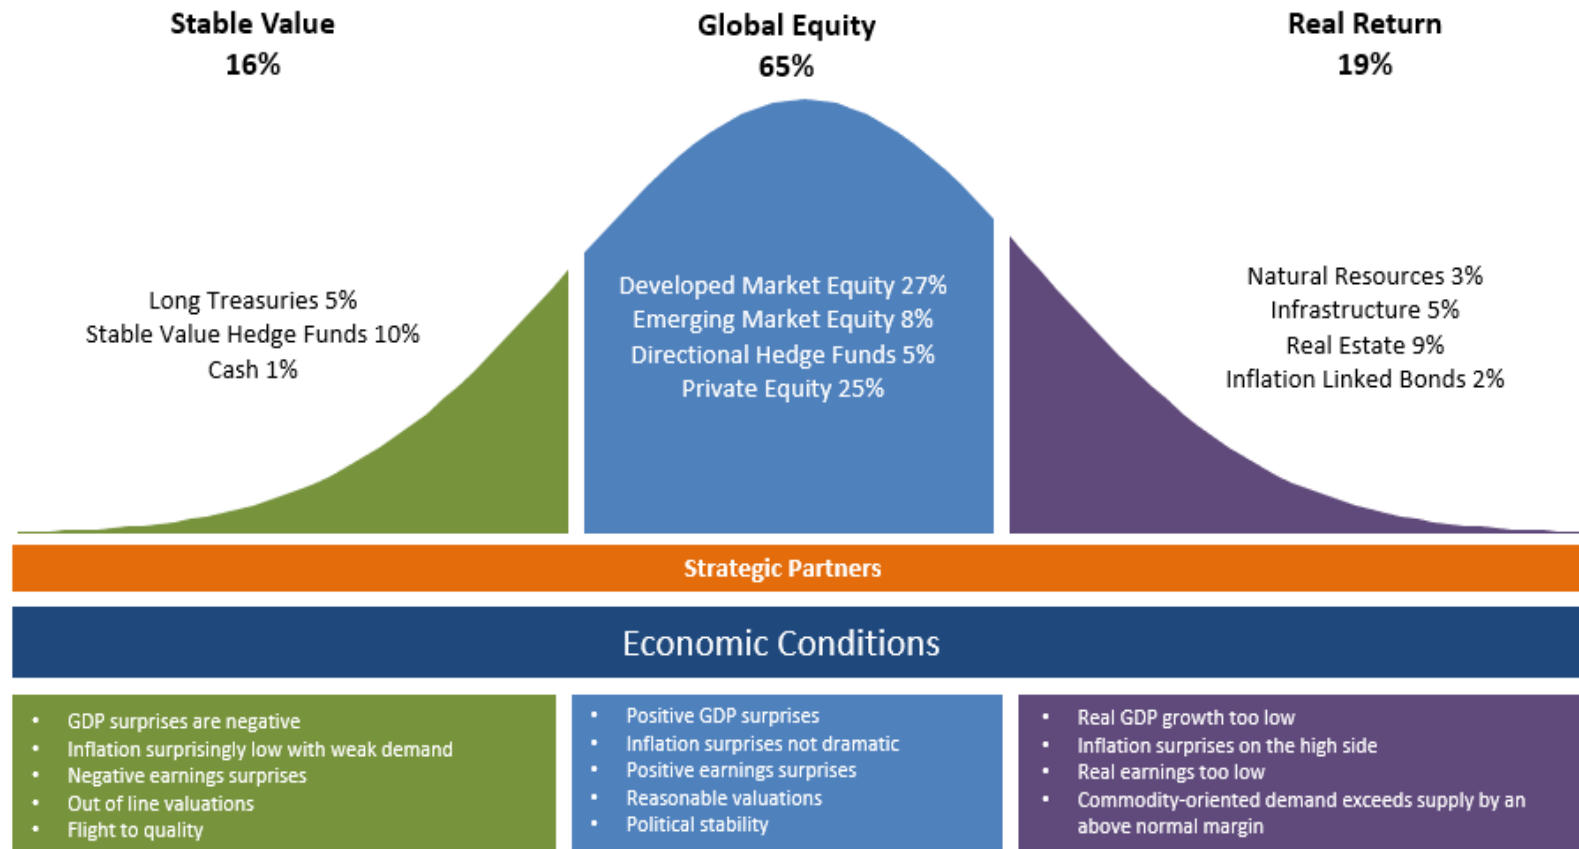 Stable Value
16%
Global Equity
65%
Real Return
19%
Long Treasuries 5%
Stable Value Hedge Funds 10%
Cash 1%
Developed Market Equity 27%
Emerging Market Equity 8%
Directional Hedge Funds 5%
Private Equity 25%
Natural Resources 3%
Infrastructure 5%
Real Estate 9%
Inflation Linked Bonds 2%
Strategic Partners
Economic Conditions
• GDP surprises are negative
• Inflation surprisingly low with weak demand
• Negative earnings surprises
• Out of line valuations
• Flight to quality
• Positive GDP surprises
• Inflation surprises not dramatic
• Positive earnings surprises
• Reasonable valuations
• Political stability
• Real GDP growth too low
• Inflation surprises on the high side
• Real earnings too low
• Commodity-oriented demand exceeds supply by an
above normal margin